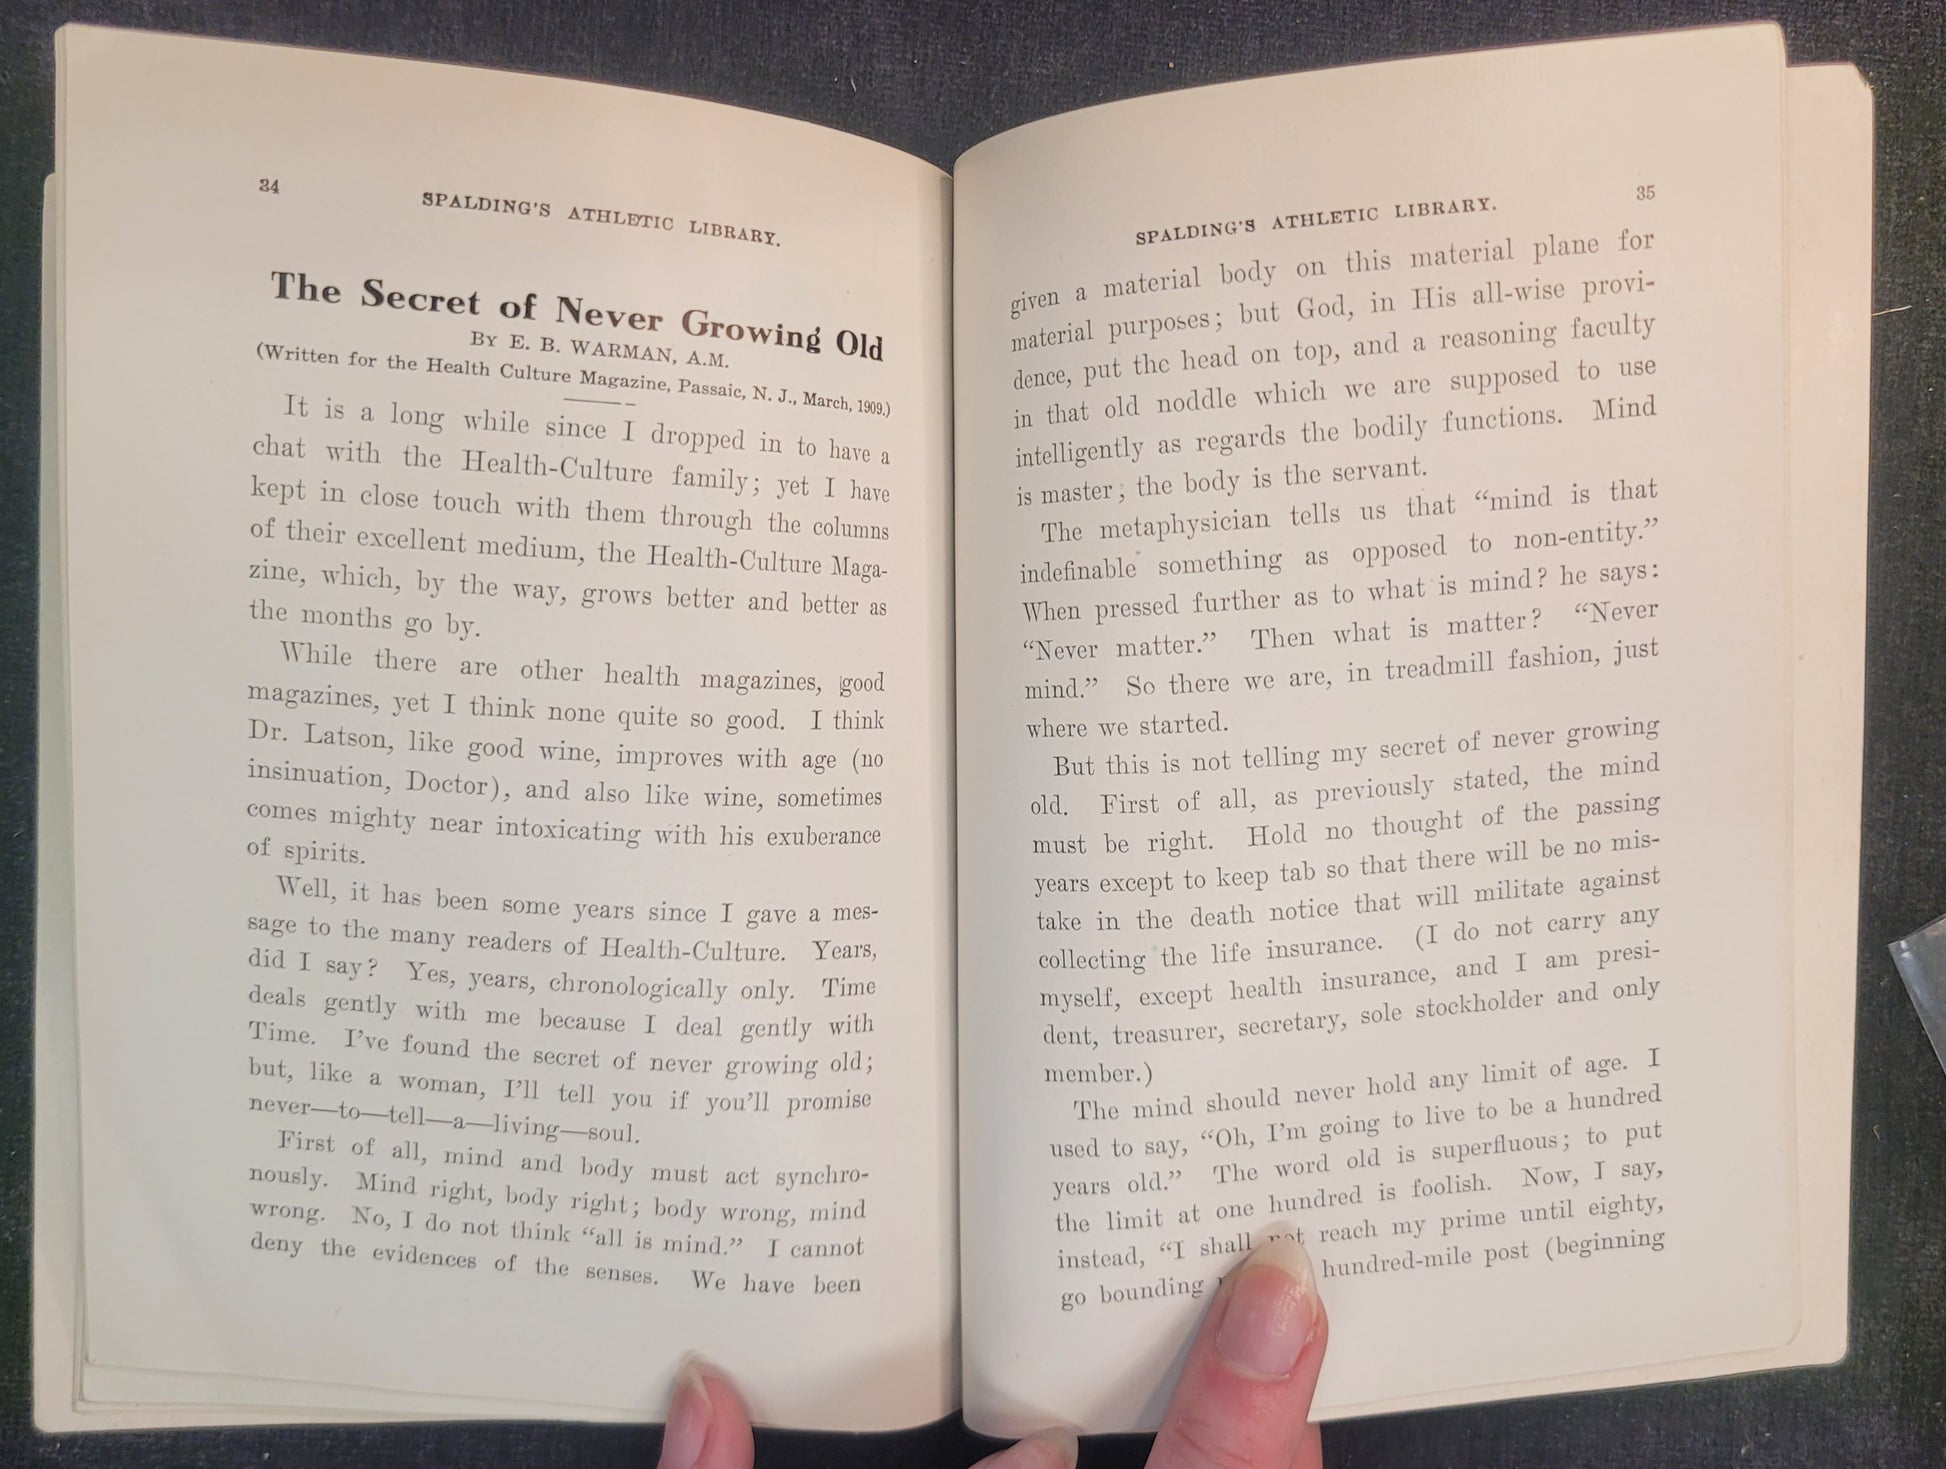 34
SPALDING'S ATHLETIC LIBRARY.
The Secret of Never Growing Old
By E. B. WARMAN, A.M.
(Written for the Health Culture Magazine, Passaic, N. J., March, 1909.)
It is a long while since I dropped in to have a
chat with the Health-Culture family; yet I have
kept in close touch with them through the columns
of their excellent medium, the Health-Culture Maga-
zine, which, by the way, grows better and better as
the months go by.
While there are other health magazines, good
magazines, yet I think none quite so good. I think
Dr. Latson, like good wine, improves with age (no
insinuation, Doctor), and also like wine, sometimes
comes mighty near intoxicating with his exuberance
of spirits.
Well, it has been some years since I gave a mes-
sage to the many readers of Health-Culture. Years,
did I say? Yes, years, chronologically only. Time
deals gently with me because I deal gently with
Time. I've found the secret of never growing old;
but, like a woman, I'll tell you if you'll promise
never—to—tell—a—living—soul.
First of all, mind and body must act synchro-
nously. Mind right, body right; body wrong, mind
wrong. No, I do not think “all is mind.” I cannot
deny the evidences of the senses. We have been
35
SPALDING'S ATHLETIC LIBRARY.
given a material body on this material plane for
material purposes; but God, in His all-wise provi-
dence, put the head on top, and a reasoning faculty
in that old noddle which we are supposed to use
intelligently as regards the bodily functions. Mind
is master; the body is the servant.
The metaphysician tells us that “mind is that
indefinable something as opposed to non-entity.”
When pressed further as to what is mind? he says:
“Never matter.” Then what is matter? “Never
mind.” So there we are, in treadmill fashion, just
where we started.
But this is not telling my secret of never growing
old. First of all, as previously stated, the mind
must be right. Hold no thought of the passing
years except to keep tab so that there will be no mis-
take in the death notice that will militate against
collecting the life insurance. (I do not carry any
myself, except health insurance, and I am presi-
dent, treasurer, secretary, sole stockholder and only
member.)
The mind should never hold any limit of age. I
used to say, “Oh, I'm going to live to be a hundred
years old.” The word old is superfluous; to put
the limit at one hundred is foolish. Now, I say,
instead, “I shall not reach my prime until eighty,
go bounding hundred-mile post (beginning